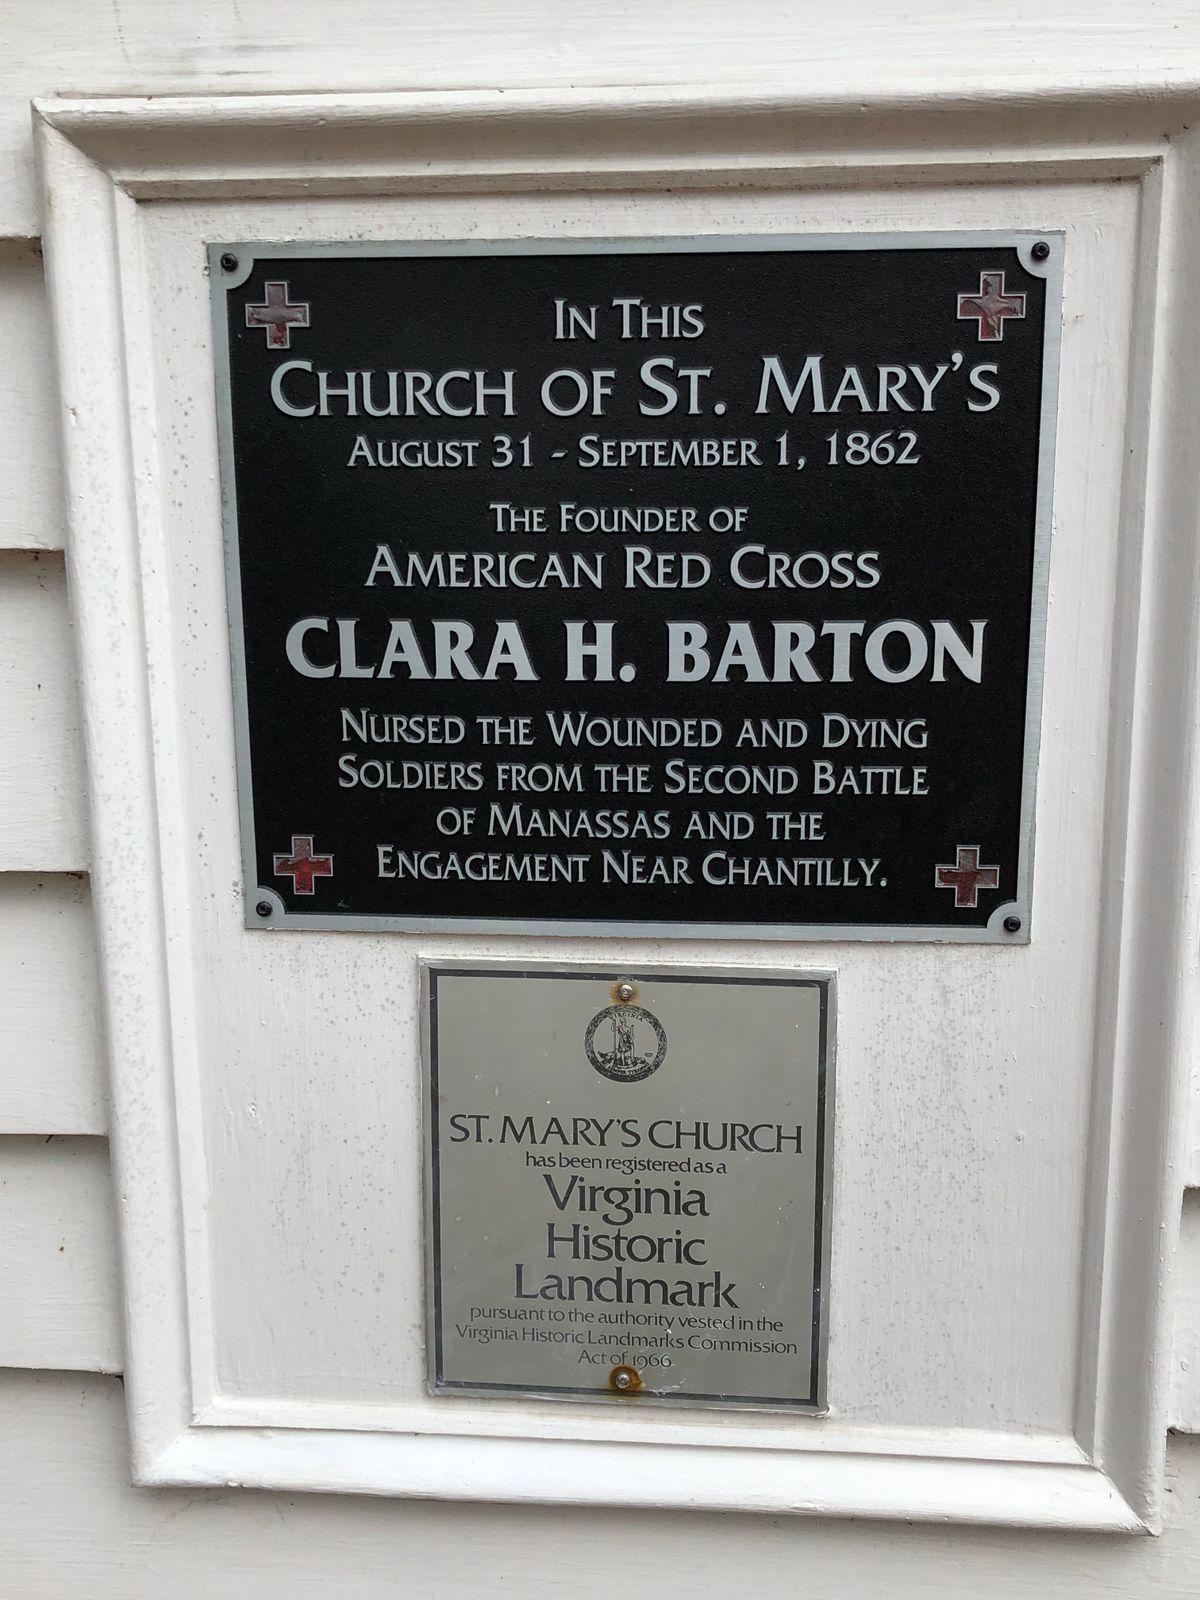 In This
Church of St. Mary's
August 31 - September 1, 1862
The Founder of
American Red Cross
CLARA H. BARTON
Nursed the Wounded and Dying
Soldiers from the Second Battle
of Manassas and the
Engagement Near Chantilly.
VIRGINIA
ST. MARY'S CHURCH
has been registered as a
Virginia
Historic
Landmark
pursuant to the authority vested in the
Virginia Historic Landmarks Commission
Act of 1966